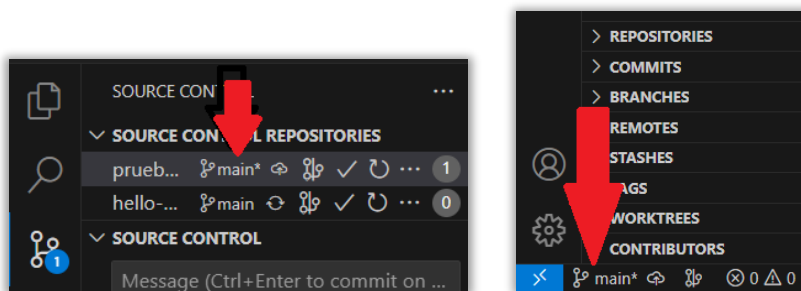 SOURCE CONTROL
SOURCE CONTROL REPOSITORIES
prueb... main* 1
hello-... main 0
SOURCE CONTROL
Message (Ctrl+Enter to commit on ...
REPOSITORIES
COMMITS
BRANCHES
REMOTES
STASHES
TAGS
WORKTREES
CONTRIBUTORS
1
main* 0 0